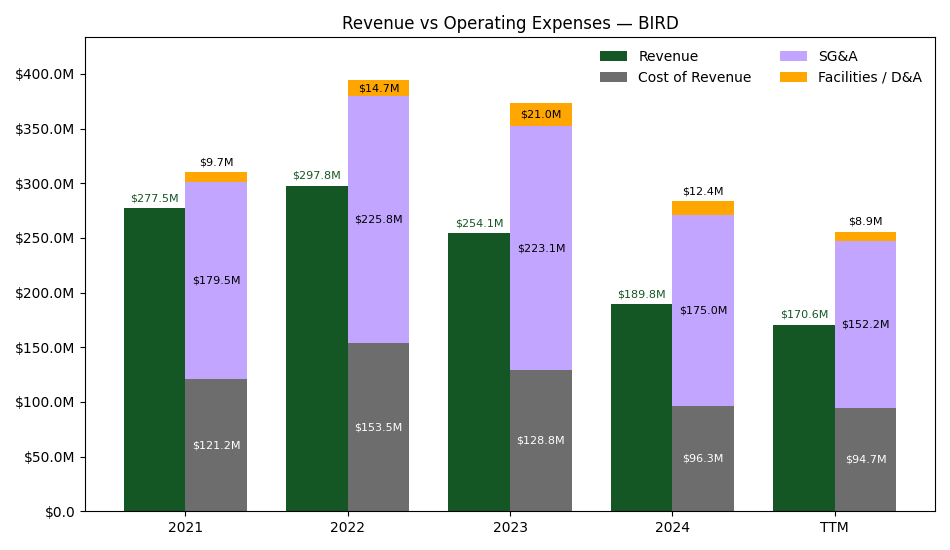 Revenue vs Operating Expenses — BIRD
Revenue
Cost of Revenue
SG&A
Facilities / D&A
$400.0M
$350.0M
$300.0M
$250.0M
$200.0M
$150.0M
$100.0M
$50.0M
$0.0
$277.5M
$9.7M
$179.5M
$121.2M
$297.8M
$14.7M
$225.8M
$153.5M
$254.1M
$21.0M
$223.1M
$128.8M
$189.8M
$12.4M
$175.0M
$96.3M
$170.6M
$8.9M
$152.2M
$94.7M
2021
2022
2023
2024
TTM